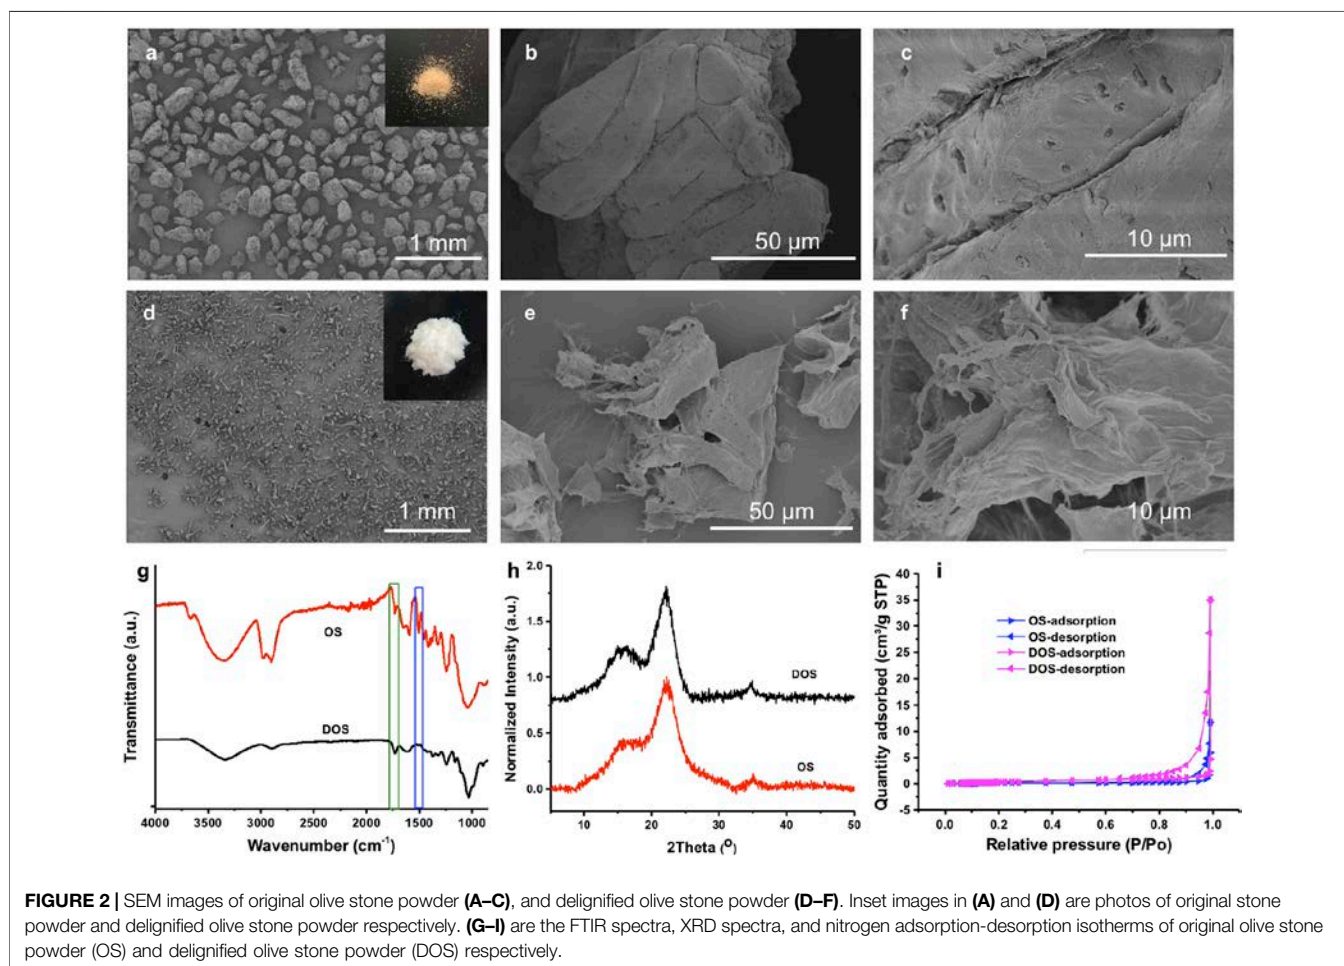 a
1 mm
b
50 µm
c
10 µm
d
1 mm
e
50 µm
f
10 µm
g
Transmittance (a.u.)
OS
DOS
4000 3500 3000 2500 2000 1500 1000
Wavenumber (cm⁻¹)
h
Normalized Intensity (a.u.)
2.0
1.5
1.0
0.5
0.0
DOS
OS
10 20 30 40 50
2Theta (°)
i
Quantity adsorbed (cm³/g STP)
40
35
30
25
20
15
10
5
0
-5
OS-adsorption
OS-desorption
DOS-adsorption
DOS-desorption
0.0 0.2 0.4 0.6 0.8 1.0
Relative pressure (P/Po)
FIGURE 2 | SEM images of original olive stone powder (A–C), and delignified olive stone powder (D–F). Inset images in (A) and (D) are photos of original stone
powder and delignified olive stone powder respectively. (G–I) are the FTIR spectra, XRD spectra, and nitrogen adsorption-desorption isotherms of original olive stone
powder (OS) and delignified olive stone powder (DOS) respectively.